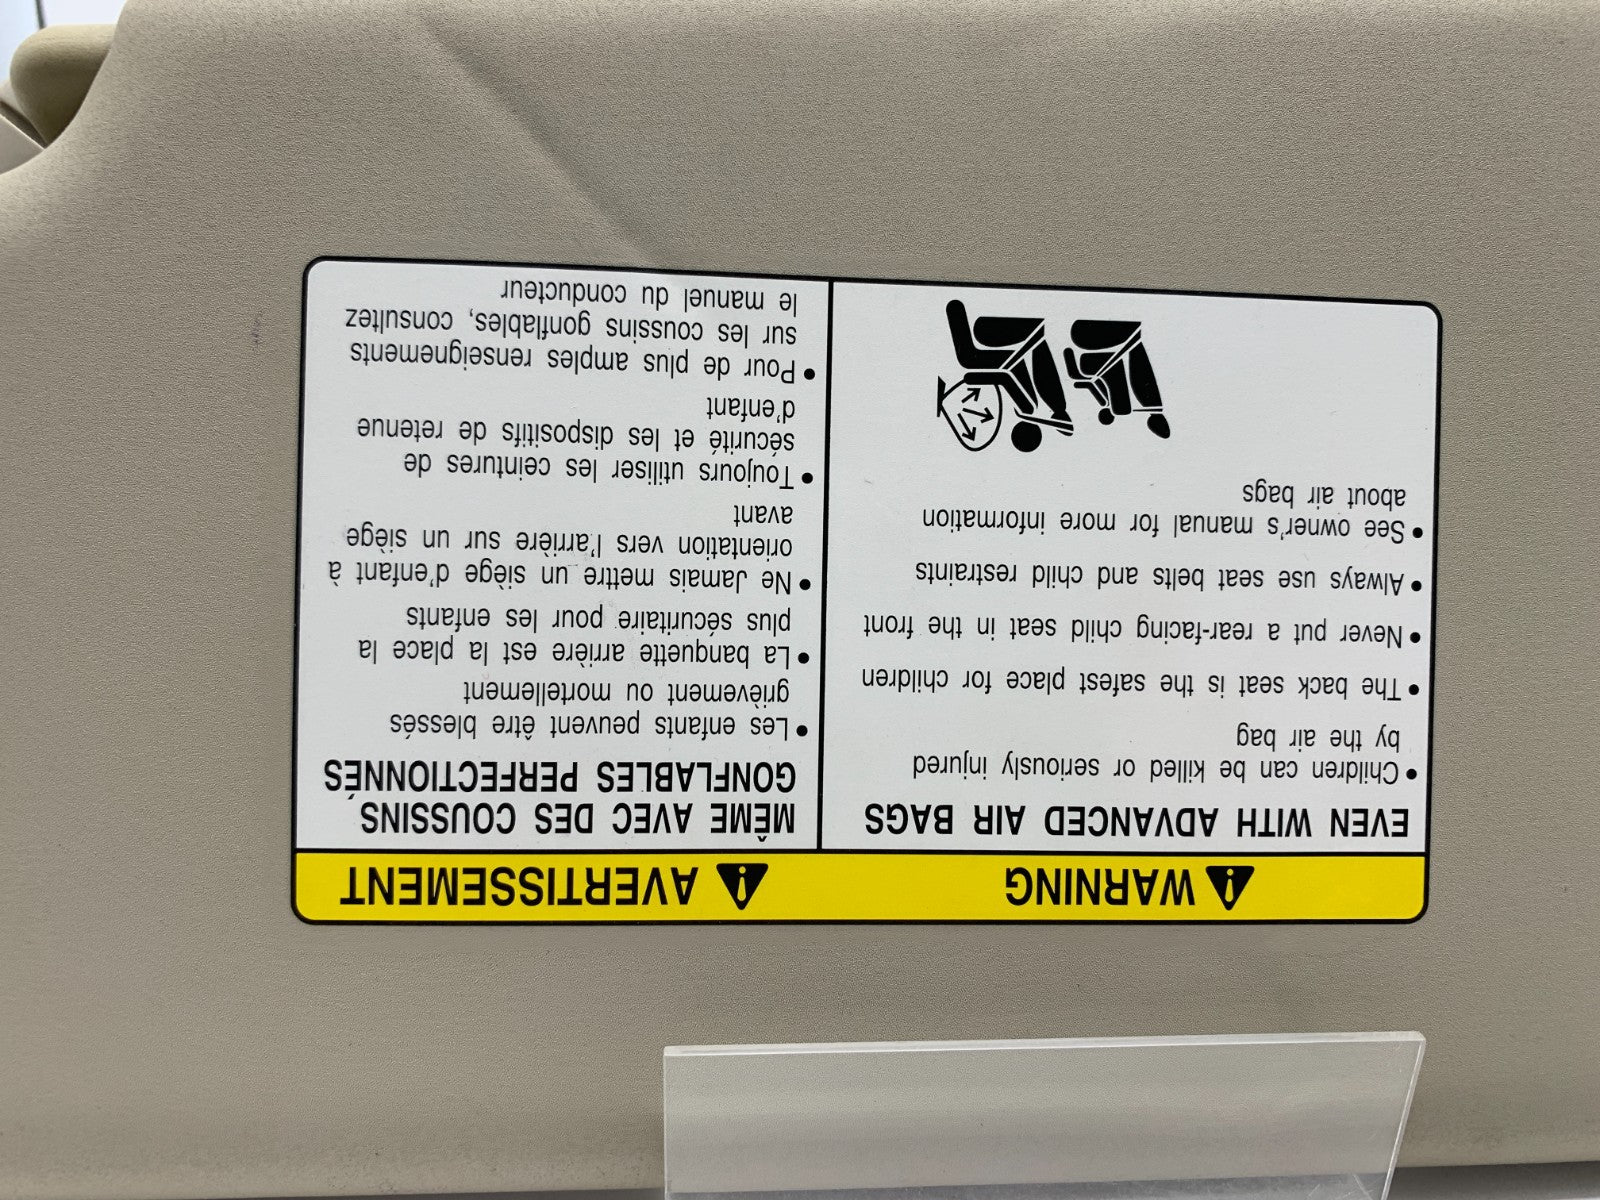 WARNING
EVEN WITH ADVANCED AIR BAGS
• Children can be killed or seriously injured
by the air bag
• The back seat is the safest place for children
• Never put a rear-facing child seat in the front
• Always use seat belts and child restraints
• See owner's manual for more information
about air bags
AVERTISSEMENT
MÊME AVEC DES COUSSINS
GONFLABLES PERFECTIONNÉS
• Les enfants peuvent être blessés
grièvement ou mortellement
• La banquette arrière est la place la
plus sécuritaire pour les enfants
• Ne Jamais mettre un siège d'enfant à
orientation vers l'arrière sur un siège
avant
• Toujours utiliser les ceintures de
sécurité et les dispositifs de retenue
d'enfant
• Pour de plus amples renseignements
sur les coussins gonflables, consultez
le manuel du conducteur